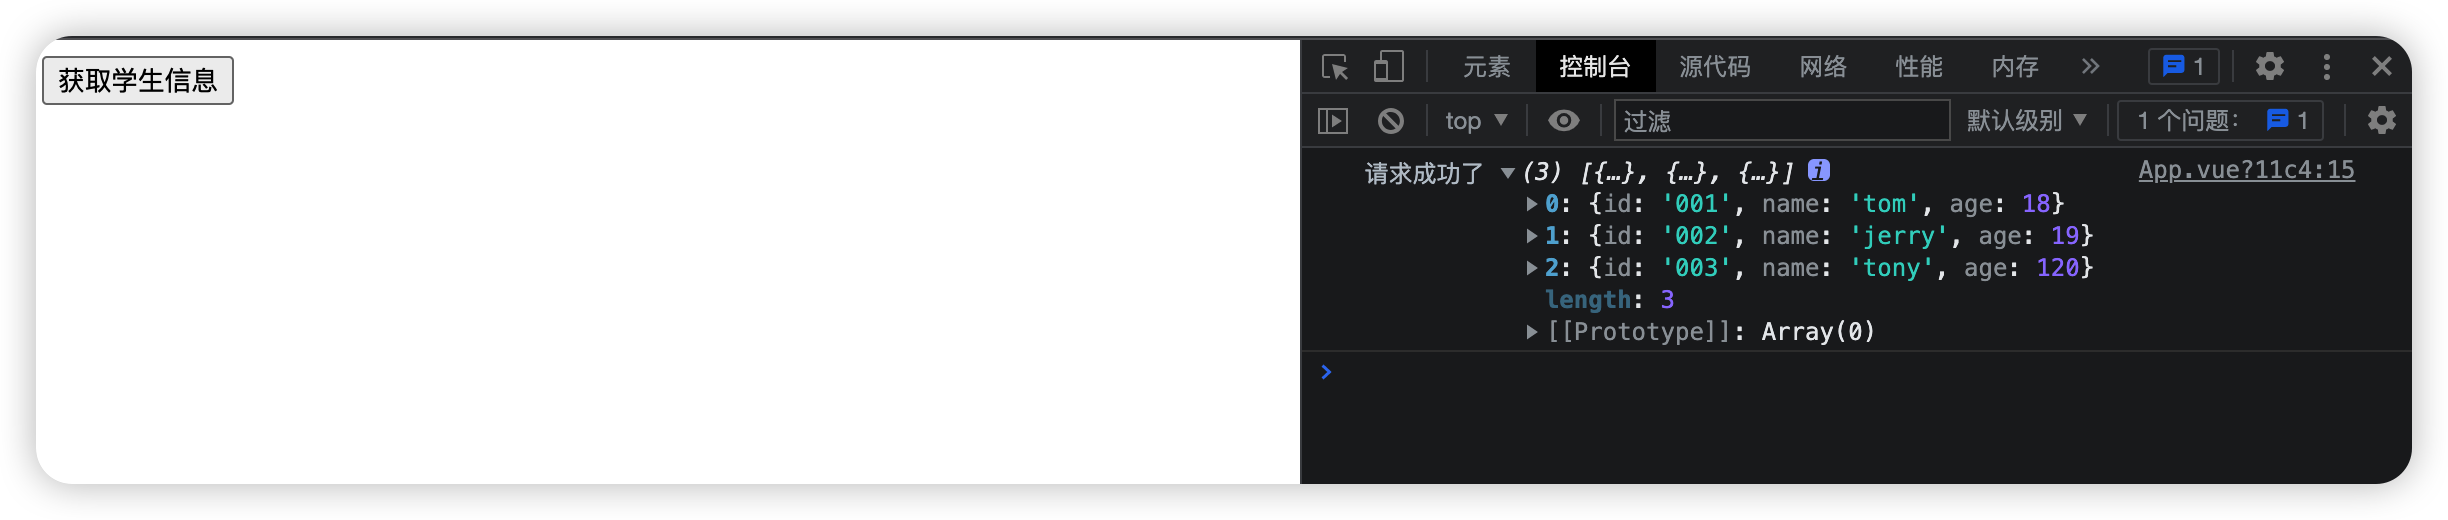 获取学生信息
元素 控制台 源代码 网络 性能 内存 1
top 过滤 默认级别 1 个问题: 1
请求成功了 (3) [{…}, {…}, {…}] i App.vue?11c4:15
0: {id: '001', name: 'tom', age: 18}
1: {id: '002', name: 'jerry', age: 19}
2: {id: '003', name: 'tony', age: 120}
length: 3
[[Prototype]]: Array(0)